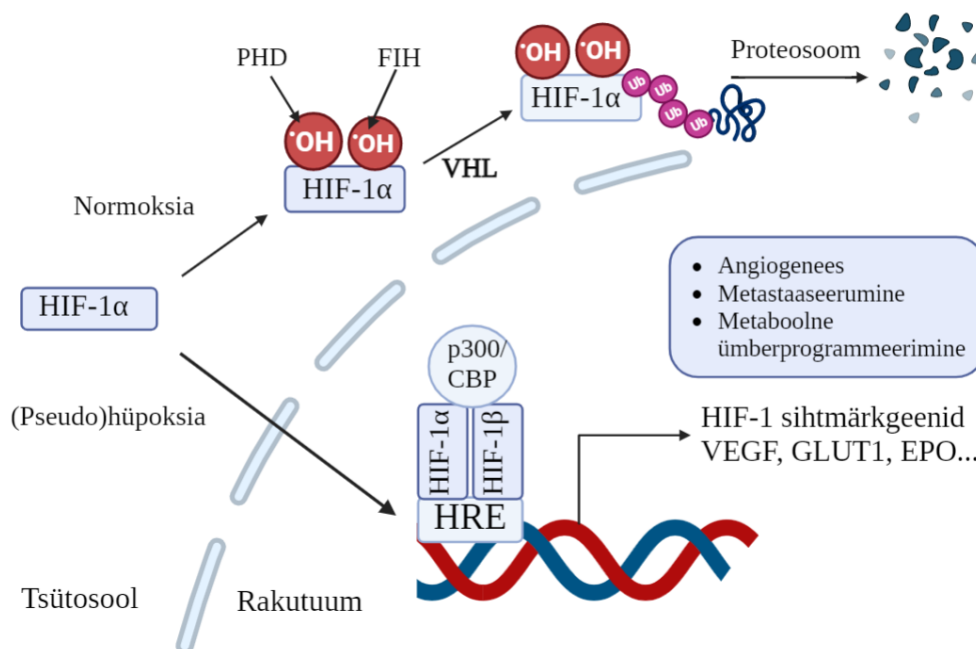 PHD
FIH
•OH
•OH
HIF-1α
Normoksia
HIF-1α
VHL
•OH
•OH
HIF-1α
Ub
Ub
Ub
Ub
Proteosoom
(Pseudo)hüpoksia
p300/
CBP
HIF-1α
HIF-1β
HRE
• Angiogenees
• Metastaaseerumine
• Metaboolne
ümberprogrammeerimine
HIF-1 sihtmärkgeenid
VEGF, GLUT1, EPO...
Tsütosool
Rakutuum